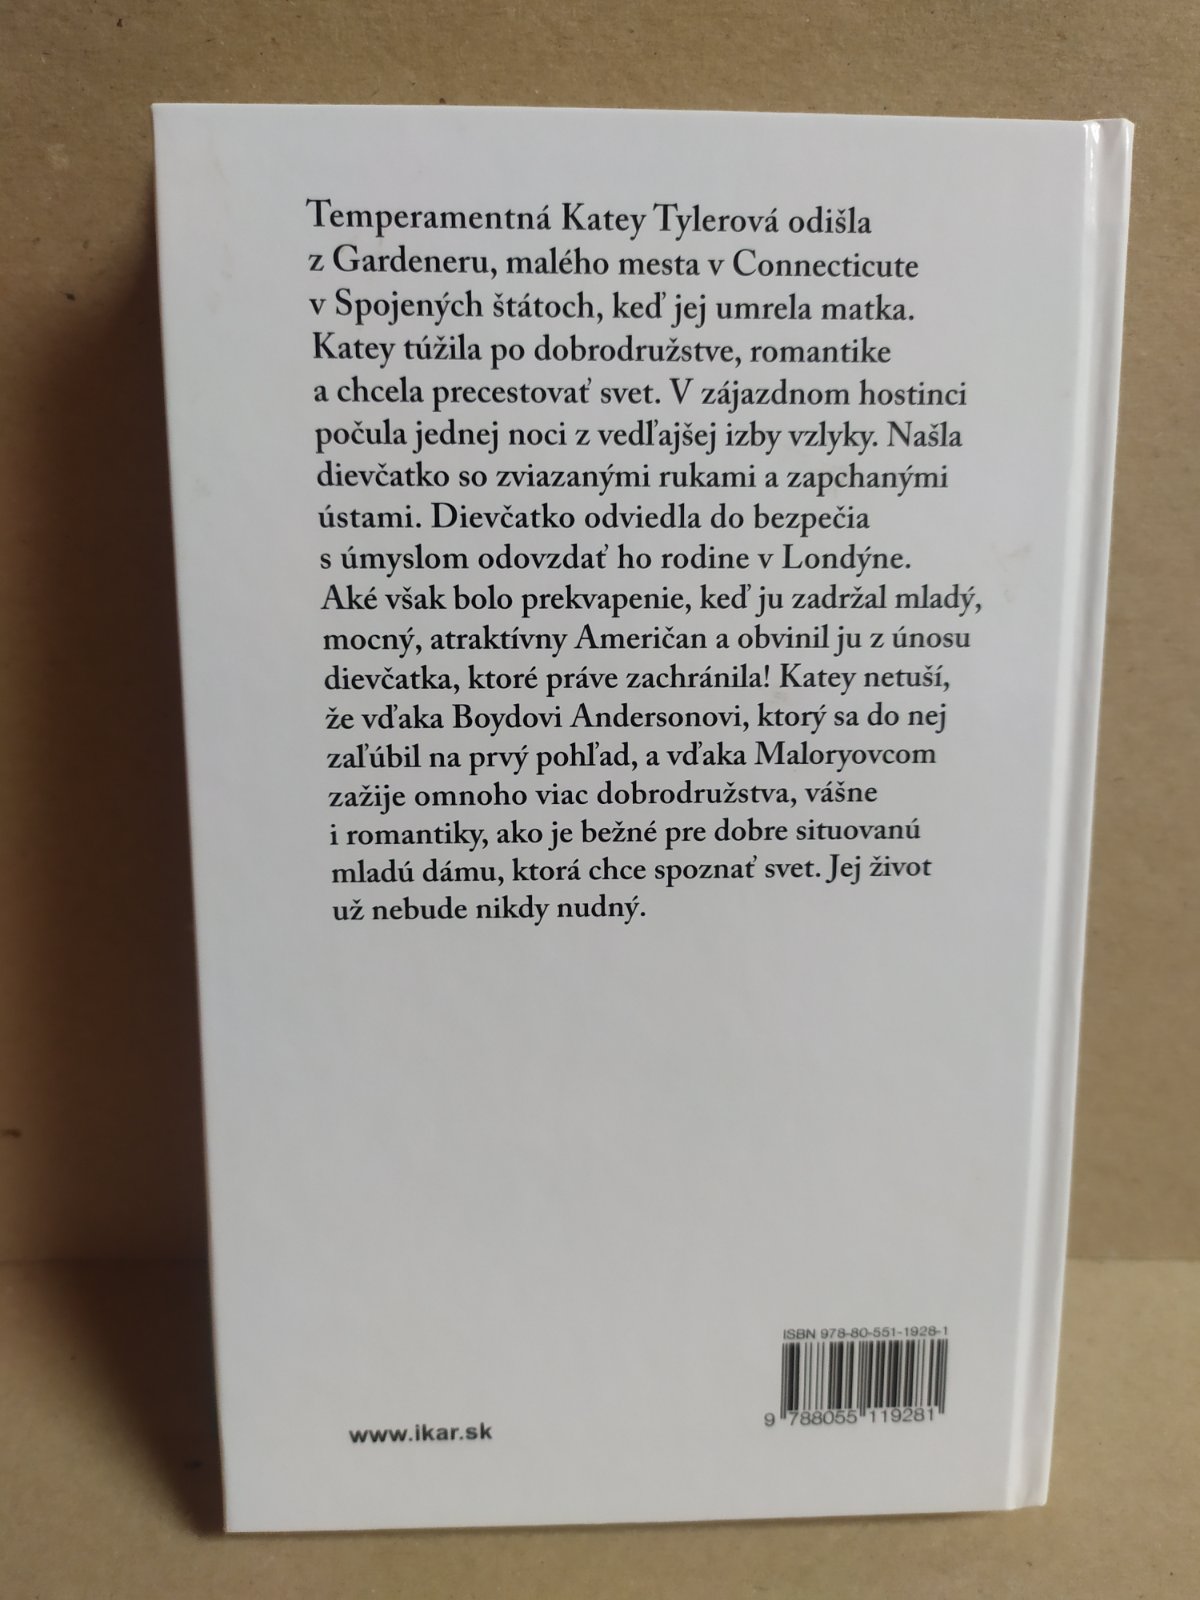 Temperamentná Katey Tylerová odišla
z Gardeneru, malého mesta v Connecticute
v Spojených štátoch, keď jej umrela matka.
Katey túžila po dobrodružstve, romantike
a chcela precestovať svet. V zájazdnom hostinci
počula jednej noci z vedľajšej izby vzlyky. Našla
dievčatko so zviazanými rukami a zapchanými
ústami. Dievčatko odviedla do bezpečia
s úmyslom odovzdať ho rodine v Londýne.
Aké však bolo prekvapenie, keď ju zadržal mladý,
mocný, atraktívny Američan a obvinil ju z únosu
dievčatka, ktoré práve zachránila! Katey netuší,
že vďaka Boydovi Andersonovi, ktorý sa do nej
zaľúbil na prvý pohľad, a vďaka Maloryovcom
zažije omnoho viac dobrodružstva, vášne
i romantiky, ako je bežné pre dobre situovanú
mladú dámu, ktorá chce spoznať svet. Jej život
už nebude nikdy nudný.
ISBN 978-80-551-1928-1
9 788055 119281
www.ikar.sk